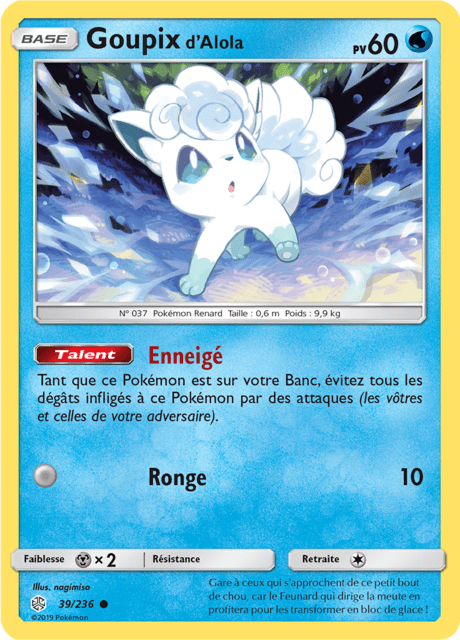 BASE Goupix d'Alola PV60
N° 037 Pokémon Renard Taille : 0,6 m Poids : 9,9 kg
Talent Enneigé
Tant que ce Pokémon est sur votre Banc, évitez tous les
dégâts infligés à ce Pokémon par des attaques (les vôtres
et celles de votre adversaire).
Ronge 10
Faiblesse ×2 Résistance Retraite
Illus. nagimiso
39/236
©2019 Pokémon
Gare à ceux qui s'approchent de ce petit bout
de chou, car le Feunard qui dirige la meute en
profitera pour les transformer en bloc de glace !